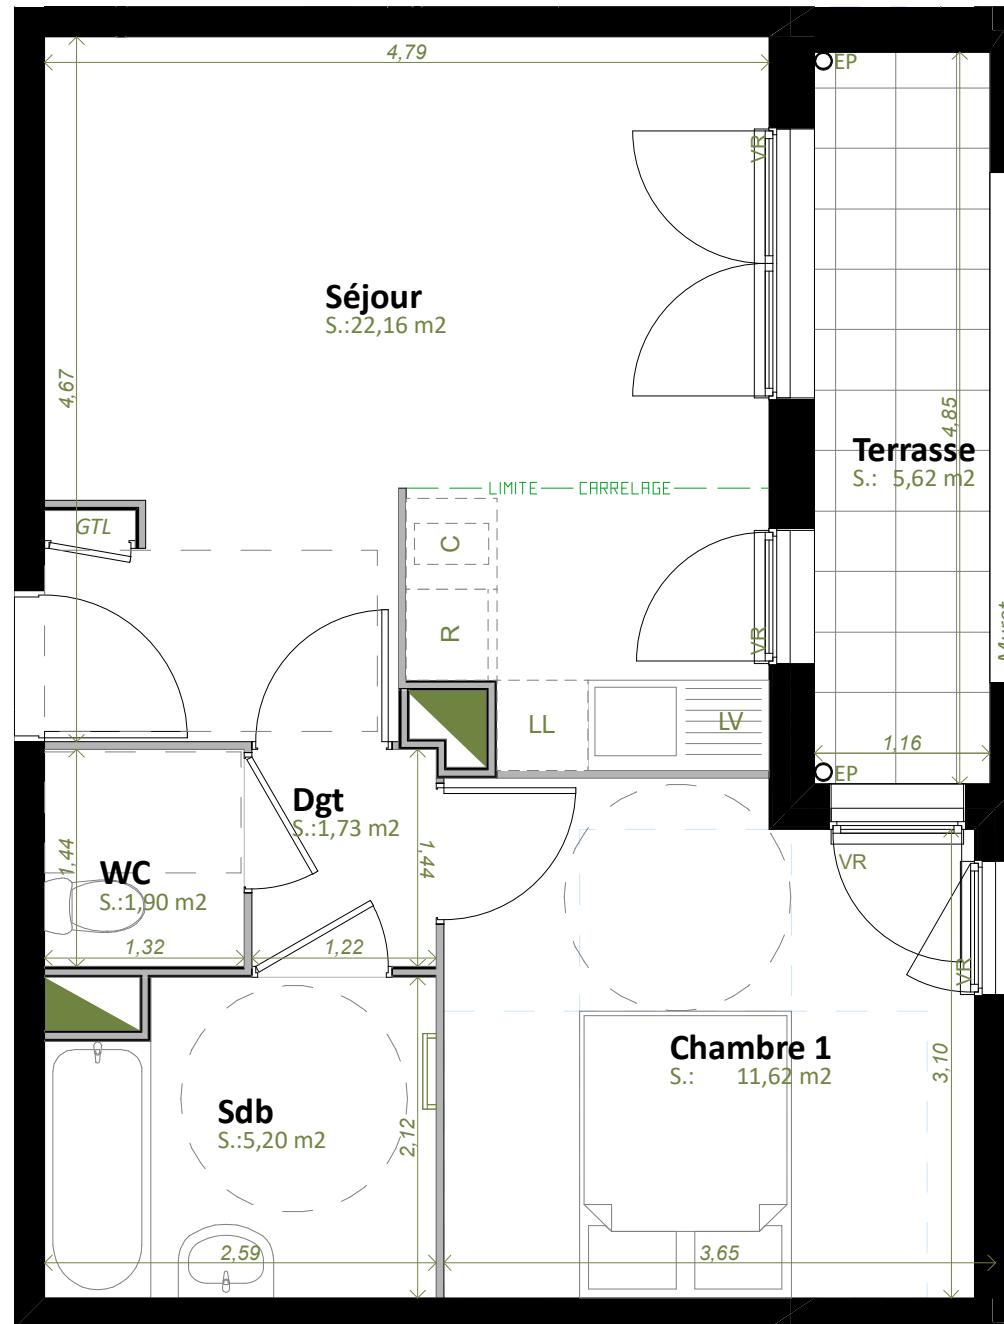 4,79
EP
VR
Séjour
S.:22,16 m2
4,67
4,85
Terrasse
S.: 5,62 m2
LIMITE CARRELAGE
GTL
C
R
VR
Muret
LL
LV
1,16
EP
Dgt
S.:1,73 m2
1,44
1,44
WC
S.:1,90 m2
VR
1,32
1,22
VR
Chambre 1
S.: 11,62 m2
3,10
Sdb
S.:5,20 m2
2,12
2,59
3,65